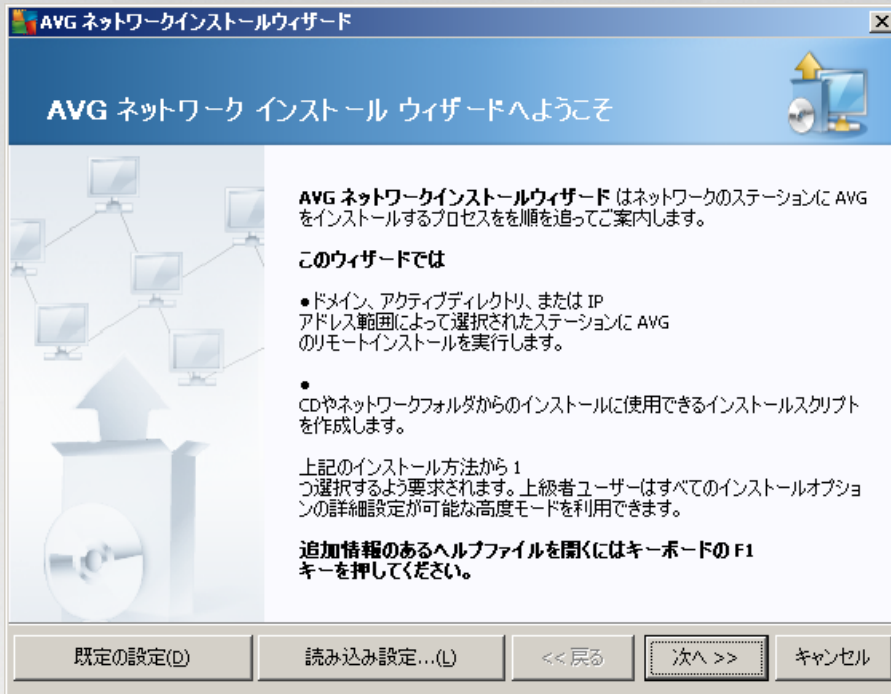 AVG ネットワークインストールウィザード
AVG ネットワーク インストール ウィザードへようこそ
AVG ネットワークインストールウィザード はネットワークのステーションに AVG
をインストールするプロセスをを順を追ってご案内します。
このウィザードでは
●ドメイン、アクティブディレクトリ、または IP
アドレス範囲によって選択されたステーションに AVG
のリモートインストールを実行します。
●
CDやネットワークフォルダからのインストールに使用できるインストールスクリプト
を作成します。
上記のインストール方法から 1
つ選択するよう要求されます。上級者ユーザーはすべてのインストールオプショ
ンの詳細設定が可能な高度モードを利用できます。
追加情報のあるヘルプファイルを開くにはキーボードの F1
キーを押してください。
既定の設定(D)
読み込み設定...(L)
<< 戻る
次へ >>
キャンセル